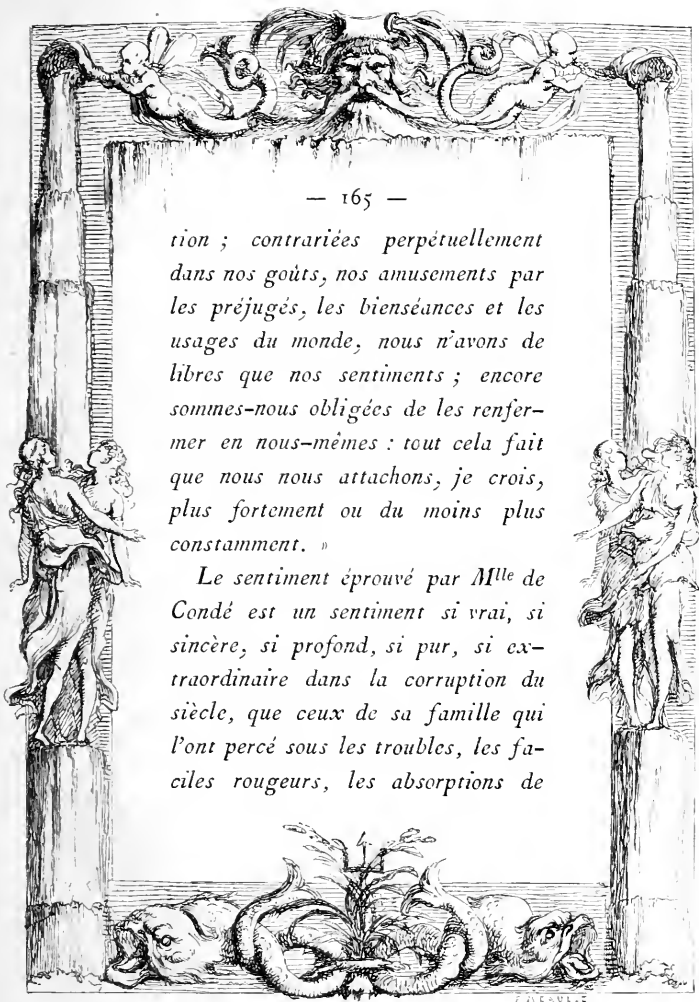 — 165 —
tion ; contrariées perpétuellement
dans nos goûts, nos amusements par
les préjugés, les bienséances et les
usages du monde, nous n'avons de
libres que nos sentiments ; encore
sommes-nous obligées de les renfer-
mer en nous-mêmes : tout cela fait
que nous nous attachons, je crois,
plus fortement ou du moins plus
constamment. »
Le sentiment éprouvé par Mlle de
Condé est un sentiment si vrai, si
sincère, si profond, si pur, si ex-
traordinaire dans la corruption du
siècle, que ceux de sa famille qui
l'ont percé sous les troubles, les fa-
ciles rougeurs, les absorptions de